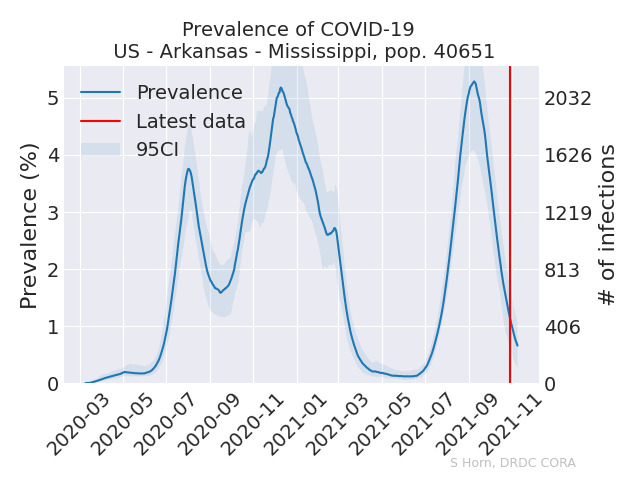 Prevalence of COVID-19
US - Arkansas - Mississippi, pop. 40651
Prevalence
Latest data
95CI
Prevalence (%)
5
4
3
2
1
0
2032
1626
1219
813
406
0
# of infections
2020-03
2020-05
2020-07
2020-09
2020-11
2021-01
2021-03
2021-05
2021-07
2021-09
2021-11
S Horn, DRDC CORA